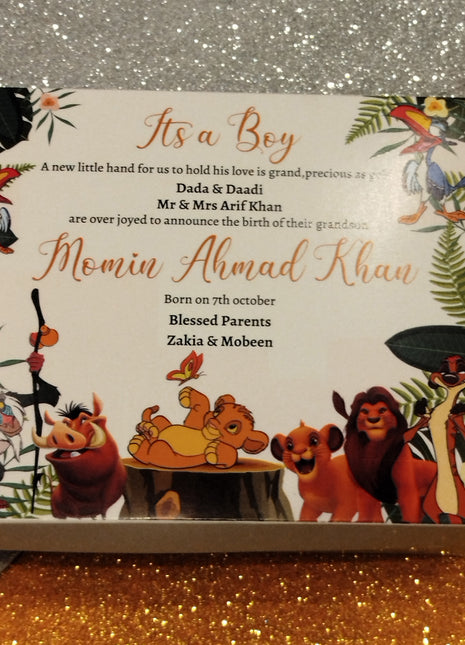 It's a Boy
A new little hand for us to hold his love is grand,precious as gold
Dada & Daadi
Mr & Mrs Arif Khan
are over joyed to announce the birth of their grandson
Momin Ahmad Khan
Born on 7th october
Blessed Parents
Zakia & Mobeen